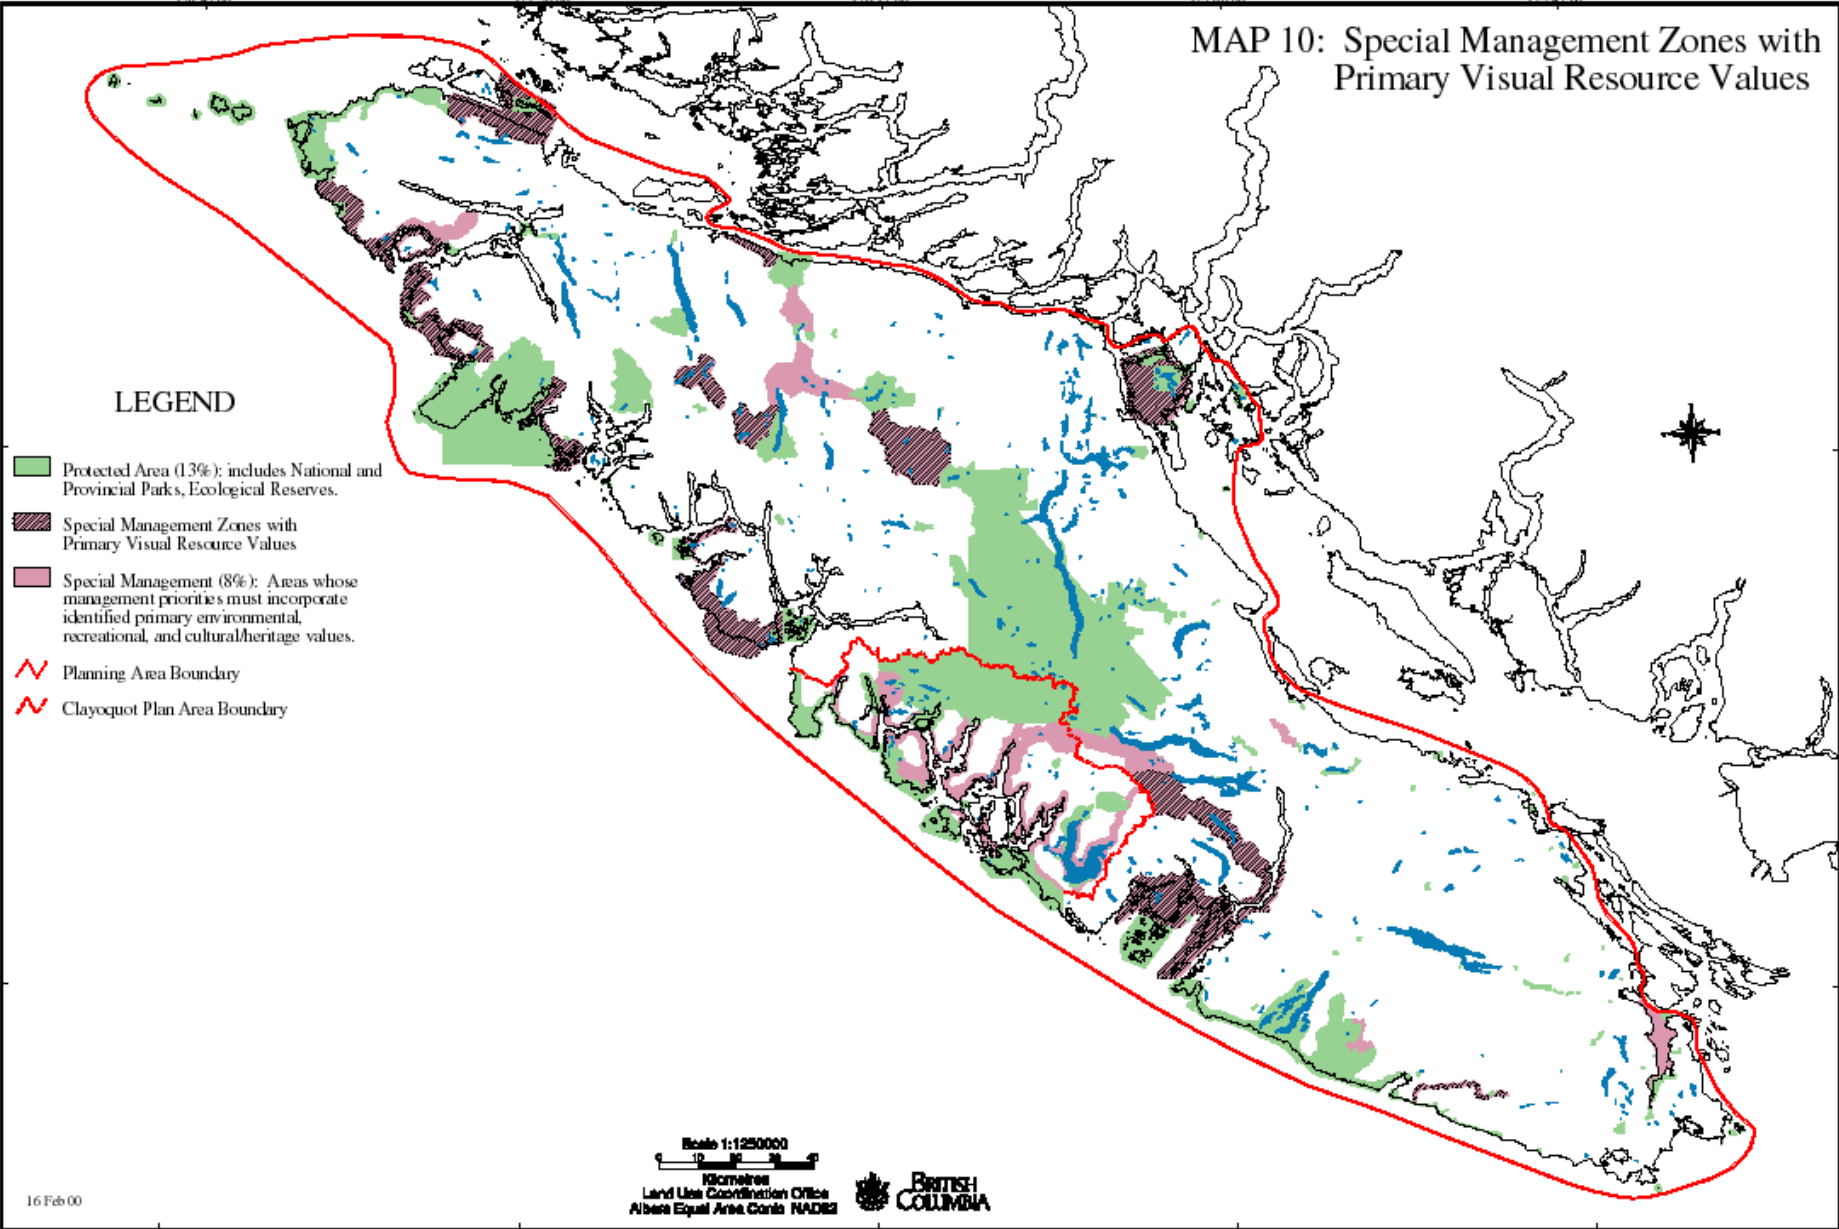 MAP 10: Special Management Zones with
Primary Visual Resource Values
LEGEND
Protected Area (13%): includes National and
Provincial Parks, Ecological Reserves.
Special Management Zones with
Primary Visual Resource Values
Special Management (8%): Areas whose
management priorities must incorporate
identified primary environmental,
recreational, and cultural/heritage values.
Planning Area Boundary
Clayoquot Plan Area Boundary
Scale 1:1250000
0 10 20 30 40
Kilometres
Land Use Coordination Office
Albers Equal Area Conic NAD83
BRITISH
COLUMBIA
16 Feb 00